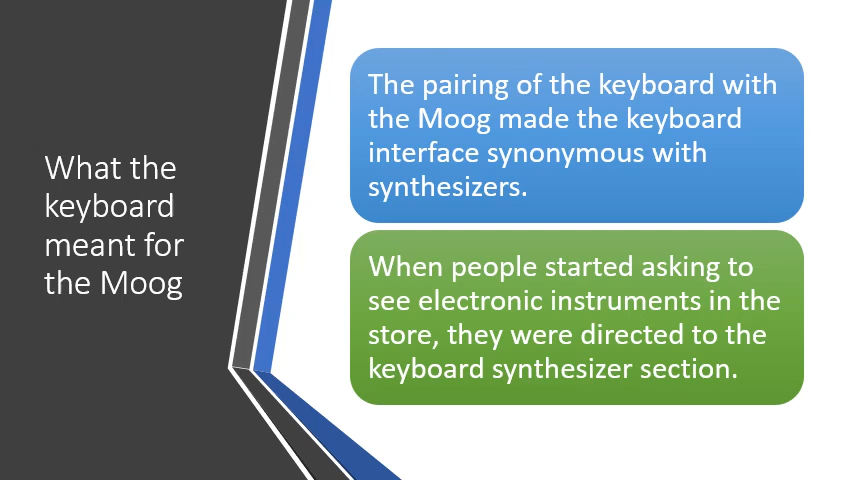 What the
keyboard
meant for
the Moog
The pairing of the keyboard with
the Moog made the keyboard
interface synonymous with
synthesizers.
When people started asking to
see electronic instruments in the
store, they were directed to the
keyboard synthesizer section.